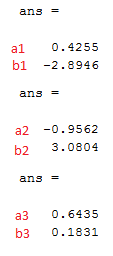 ans =
a1 0.4255
b1 -2.8946
ans =
a2 -0.9562
b2 3.0804
ans =
a3 0.6435
b3 0.1831